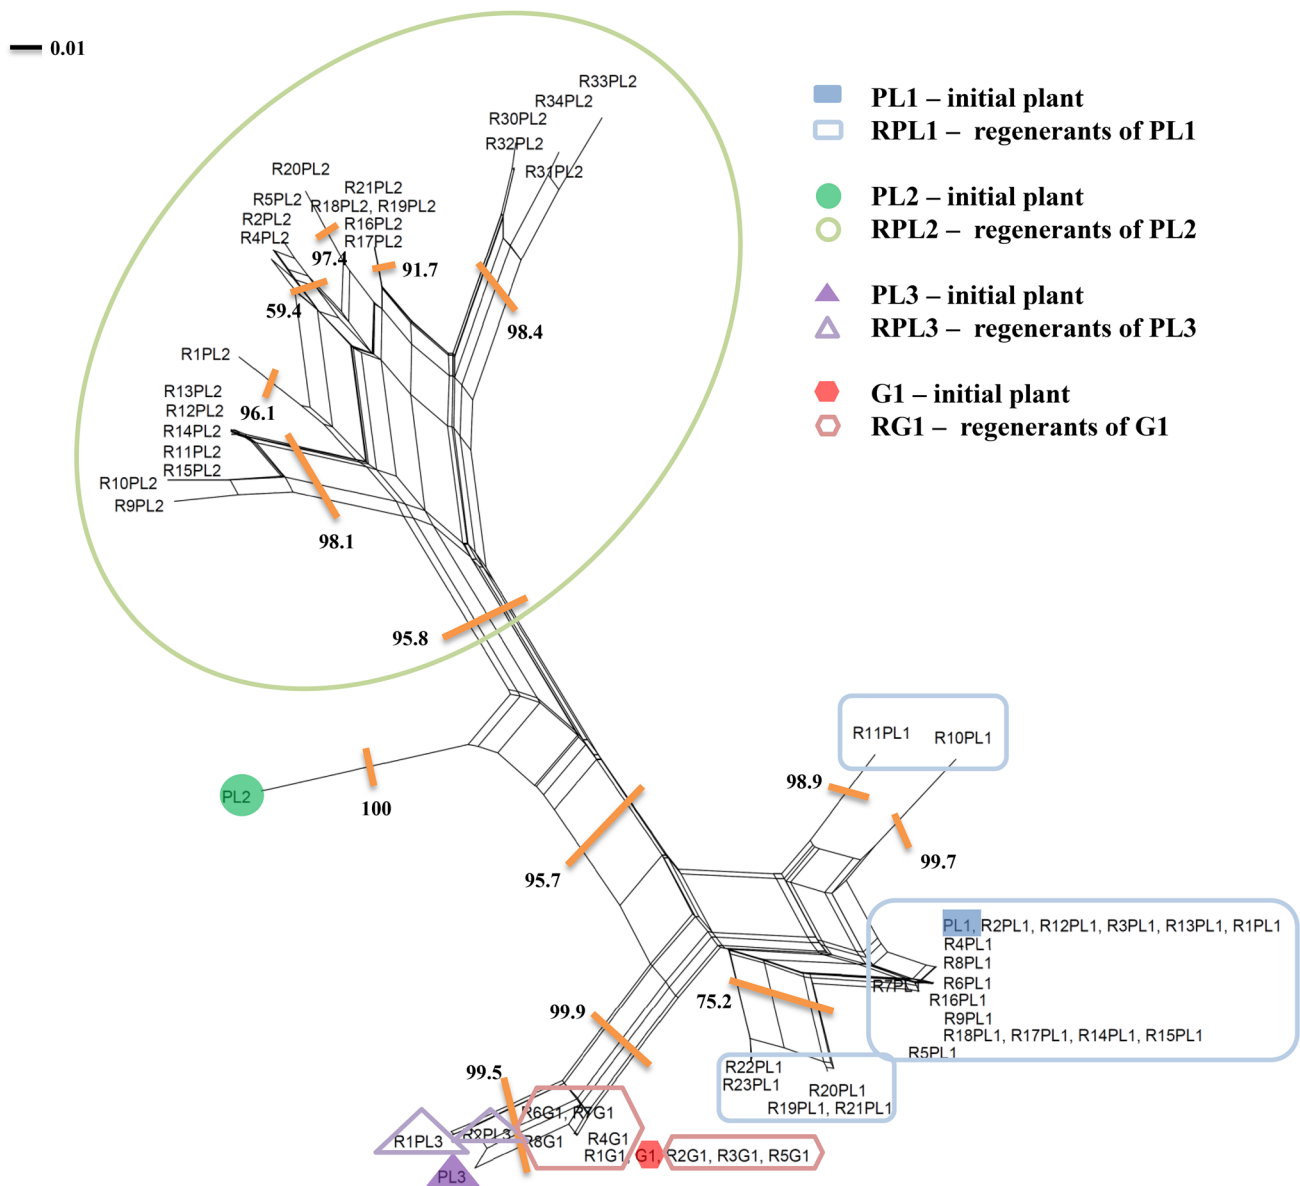 0.01
PL1 – initial plant
RPL1 – regenerants of PL1
PL2 – initial plant
RPL2 – regenerants of PL2
PL3 – initial plant
RPL3 – regenerants of PL3
G1 – initial plant
RG1 – regenerants of G1
R33PL2
R34PL2
R30PL2
R32PL2
R31PL2
R20PL2
R21PL2
R5PL2
R18PL2, R19PL2
R2PL2
R16PL2
R4PL2
R17PL2
97.4
91.7
59.4
98.4
R1PL2
R13PL2
96.1
R12PL2
R14PL2
R11PL2
R15PL2
R10PL2
R9PL2
98.1
95.8
PL2
100
95.7
R11PL1
R10PL1
98.9
99.7
PL1, R2PL1, R12PL1, R3PL1, R13PL1, R1PL1
R4PL1
R8PL1
R6PL1
R7PL
R16PL1
R9PL1
R18PL1, R17PL1, R14PL1, R15PL1
R5PL1
75.2
99.9
99.5
R22PL1
R23PL1
R20PL1
R19PL1, R21PL1
R6G1, R7G1
R1PL3
R2PL3
R8G1
R4G1
R1G1, G1, R2G1, R3G1, R5G1
PL3